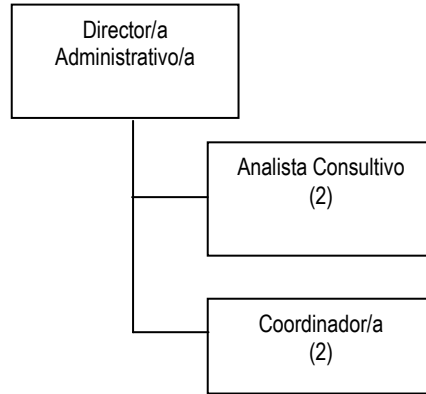 Director/a
Administrativo/a
Analista Consultivo
(2)
Coordinador/a
(2)